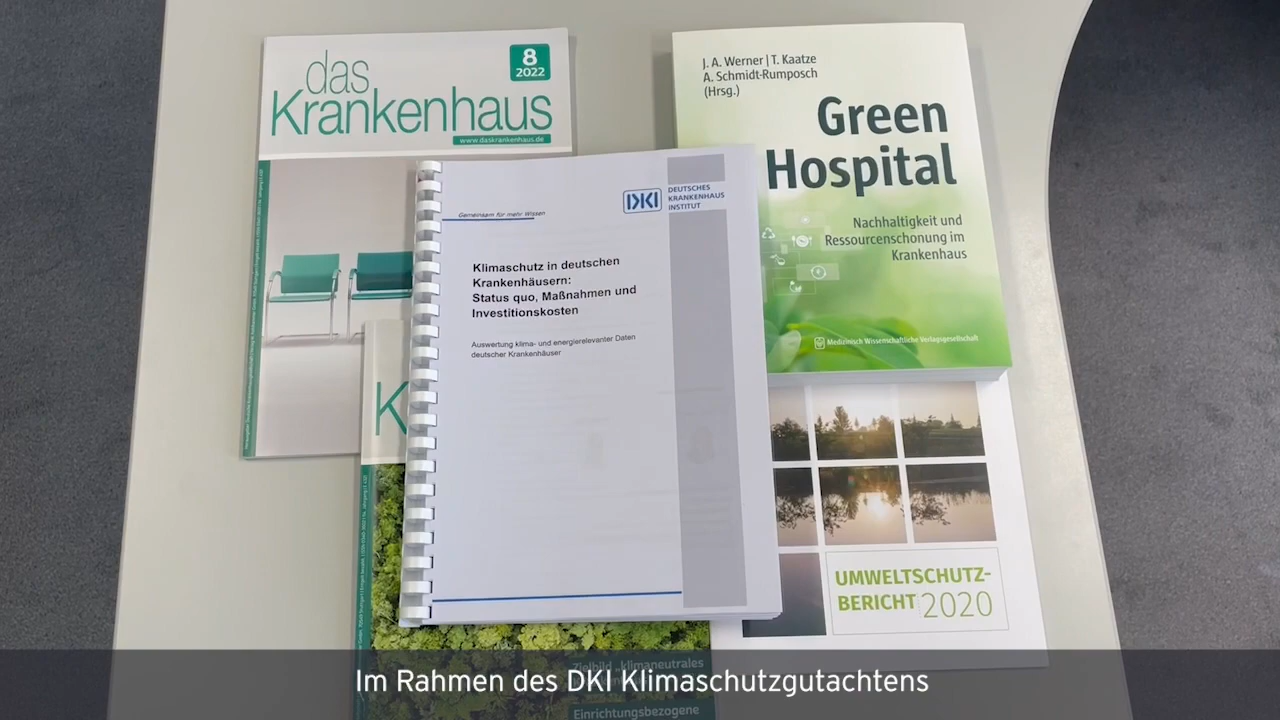 das
Krankenhaus
8
2022
www.daskrankenhaus.de
J. A. Werner | T. Kaatze
A. Schmidt-Rumposch
(Hrsg.)
Green
Hospital
Nachhaltigkeit und
Ressourcenschonung im
Krankenhaus
Medizinisch Wissenschaftliche Verlagsgesellschaft
Gemeinsam für mehr Wissen
DKI
DEUTSCHES
KRANKENHAUS
INSTITUT
Klimaschutz in deutschen
Krankenhäusern:
Status quo, Maßnahmen und
Investitionskosten
Auswertung klima- und energierelevanter Daten
deutscher Krankenhäuser
K
UMWELTSCHUTZ-
BERICHT 2020
Zielbild „klimaneutrales
Einrichtungsbezogene
Im Rahmen des DKI Klimaschutzgutachtens